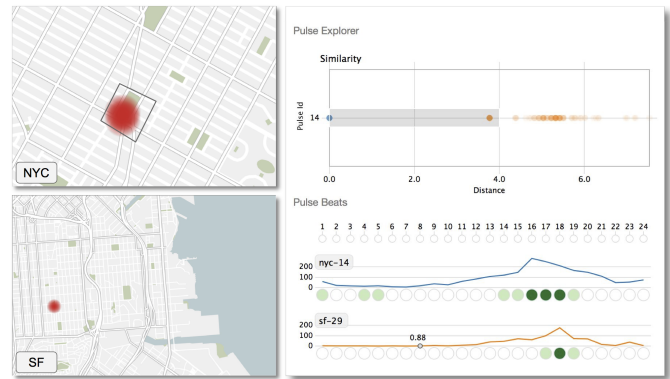 NYC
SF
Pulse Explorer
Similarity
Pulse Id
14
0.0 2.0 4.0 6.0
Distance
Pulse Beats
1 2 3 4 5 6 7 8 9 10 11 12 13 14 15 16 17 18 19 20 21 22 23 24
nyc-14
200
100
0
sf-29
0.88
200
100
0